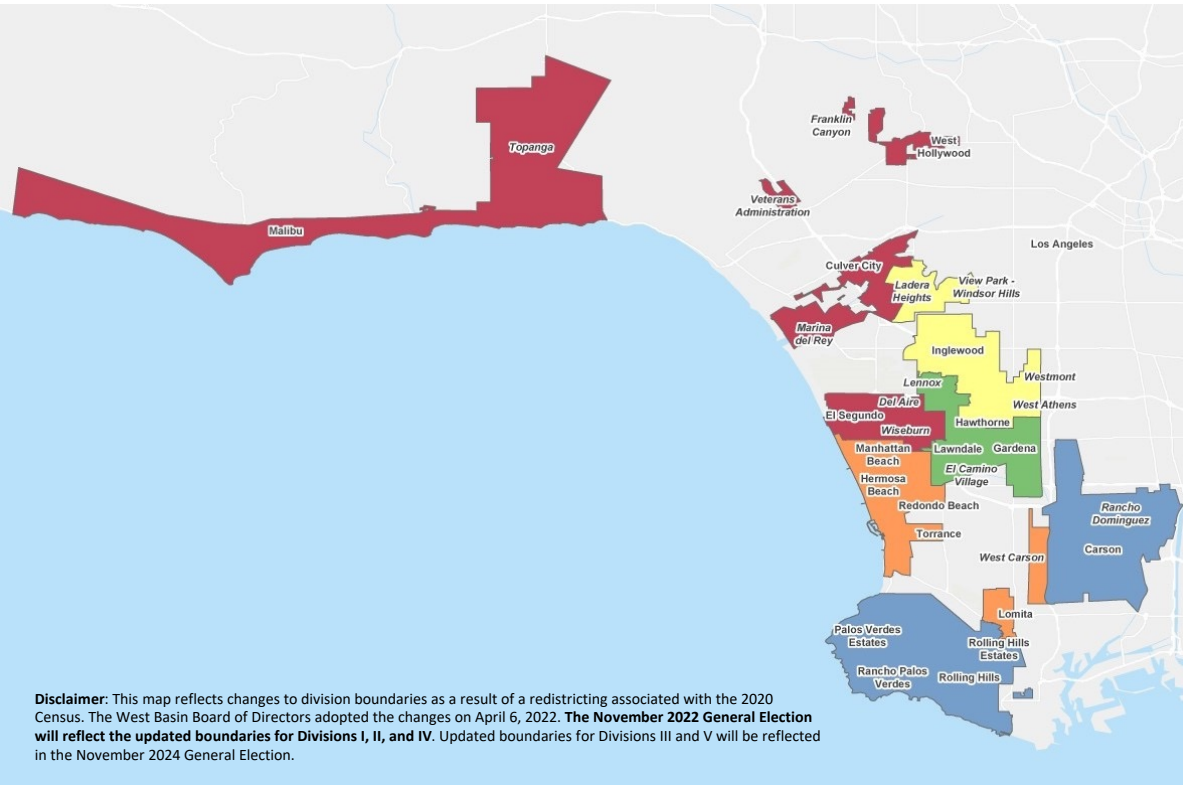 Franklin
Canyon
West
Hollywood
Topanga
Veterans
Administration
Malibu
Los Angeles
Culver City
Ladera
Heights
View Park -
Windsor Hills
Marina
del Rey
Inglewood
Lennox
Westmont
Del Aire
West Athens
El Segundo
Hawthorne
Wiseburn
Manhattan
Beach
Lawndale
Gardena
El Camino
Village
Hermosa
Beach
Redondo Beach
Rancho
Dominguez
Torrance
West Carson
Carson
Lomita
Palos Verdes
Estates
Rolling Hills
Estates
Rancho Palos
Verdes
Rolling Hills
Disclaimer: This map reflects changes to division boundaries as a result of a redistricting associated with the 2020
Census. The West Basin Board of Directors adopted the changes on April 6, 2022. The November 2022 General Election
will reflect the updated boundaries for Divisions I, II, and IV. Updated boundaries for Divisions III and V will be reflected
in the November 2024 General Election.